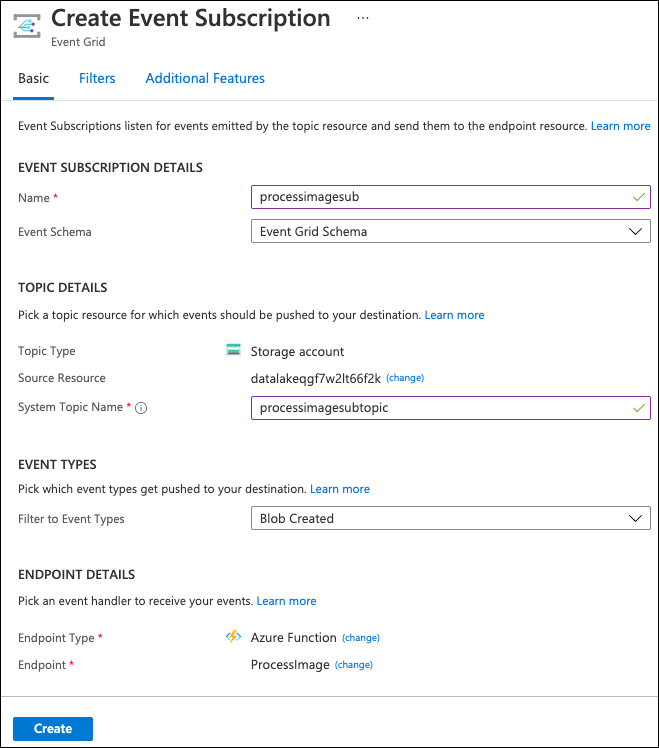 Create Event Subscription ...
Event Grid
Basic Filters Additional Features
Event Subscriptions listen for events emitted by the topic resource and send them to the endpoint resource. Learn more
EVENT SUBSCRIPTION DETAILS
Name * processimagesub
Event Schema Event Grid Schema
TOPIC DETAILS
Pick a topic resource for which events should be pushed to your destination. Learn more
Topic Type Storage account
Source Resource datalakeqgf7w2lt66f2k (change)
System Topic Name * processimagesubtopic
EVENT TYPES
Pick which event types get pushed to your destination. Learn more
Filter to Event Types Blob Created
ENDPOINT DETAILS
Pick an event handler to receive your events. Learn more
Endpoint Type * Azure Function (change)
Endpoint * ProcessImage (change)
Create